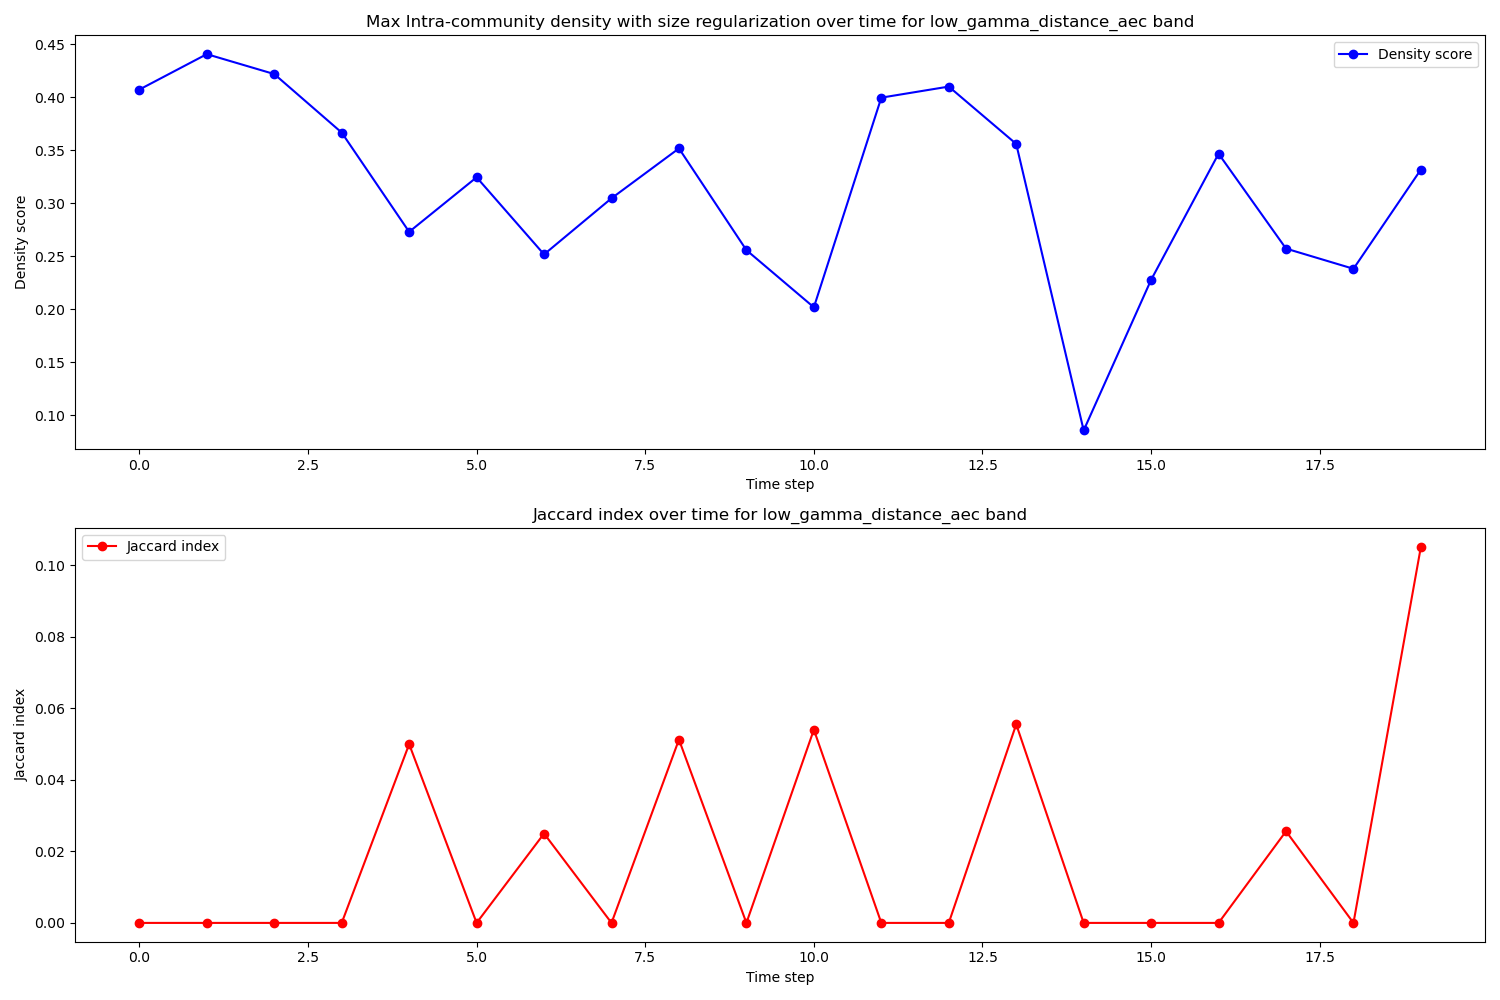 Max Intra-community density with size regularization over time for low_gamma_distance_aec band
Density score
0.45
0.40
0.35
0.30
0.25
0.20
0.15
0.10
Density score
0.0 2.5 5.0 7.5 10.0 12.5 15.0 17.5
Time step
Jaccard index over time for low_gamma_distance_aec band
Jaccard index
0.10
0.08
0.06
0.04
0.02
0.00
Jaccard index
0.0 2.5 5.0 7.5 10.0 12.5 15.0 17.5
Time step